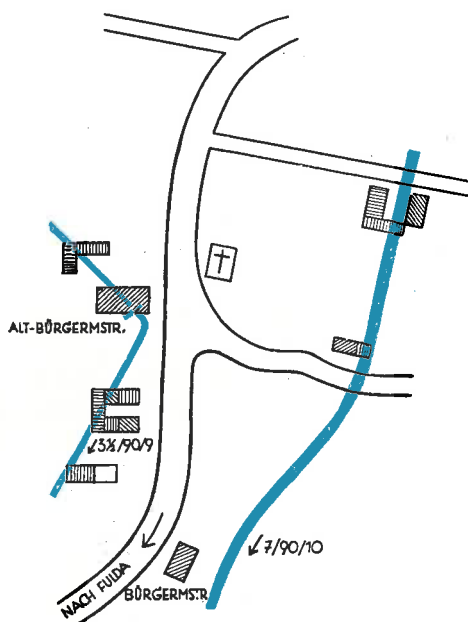 ALT-BÜRGERMSTR.
↙3½/90/9
↙7/90/10
NACH FULDA
BÜRGERMSTR.